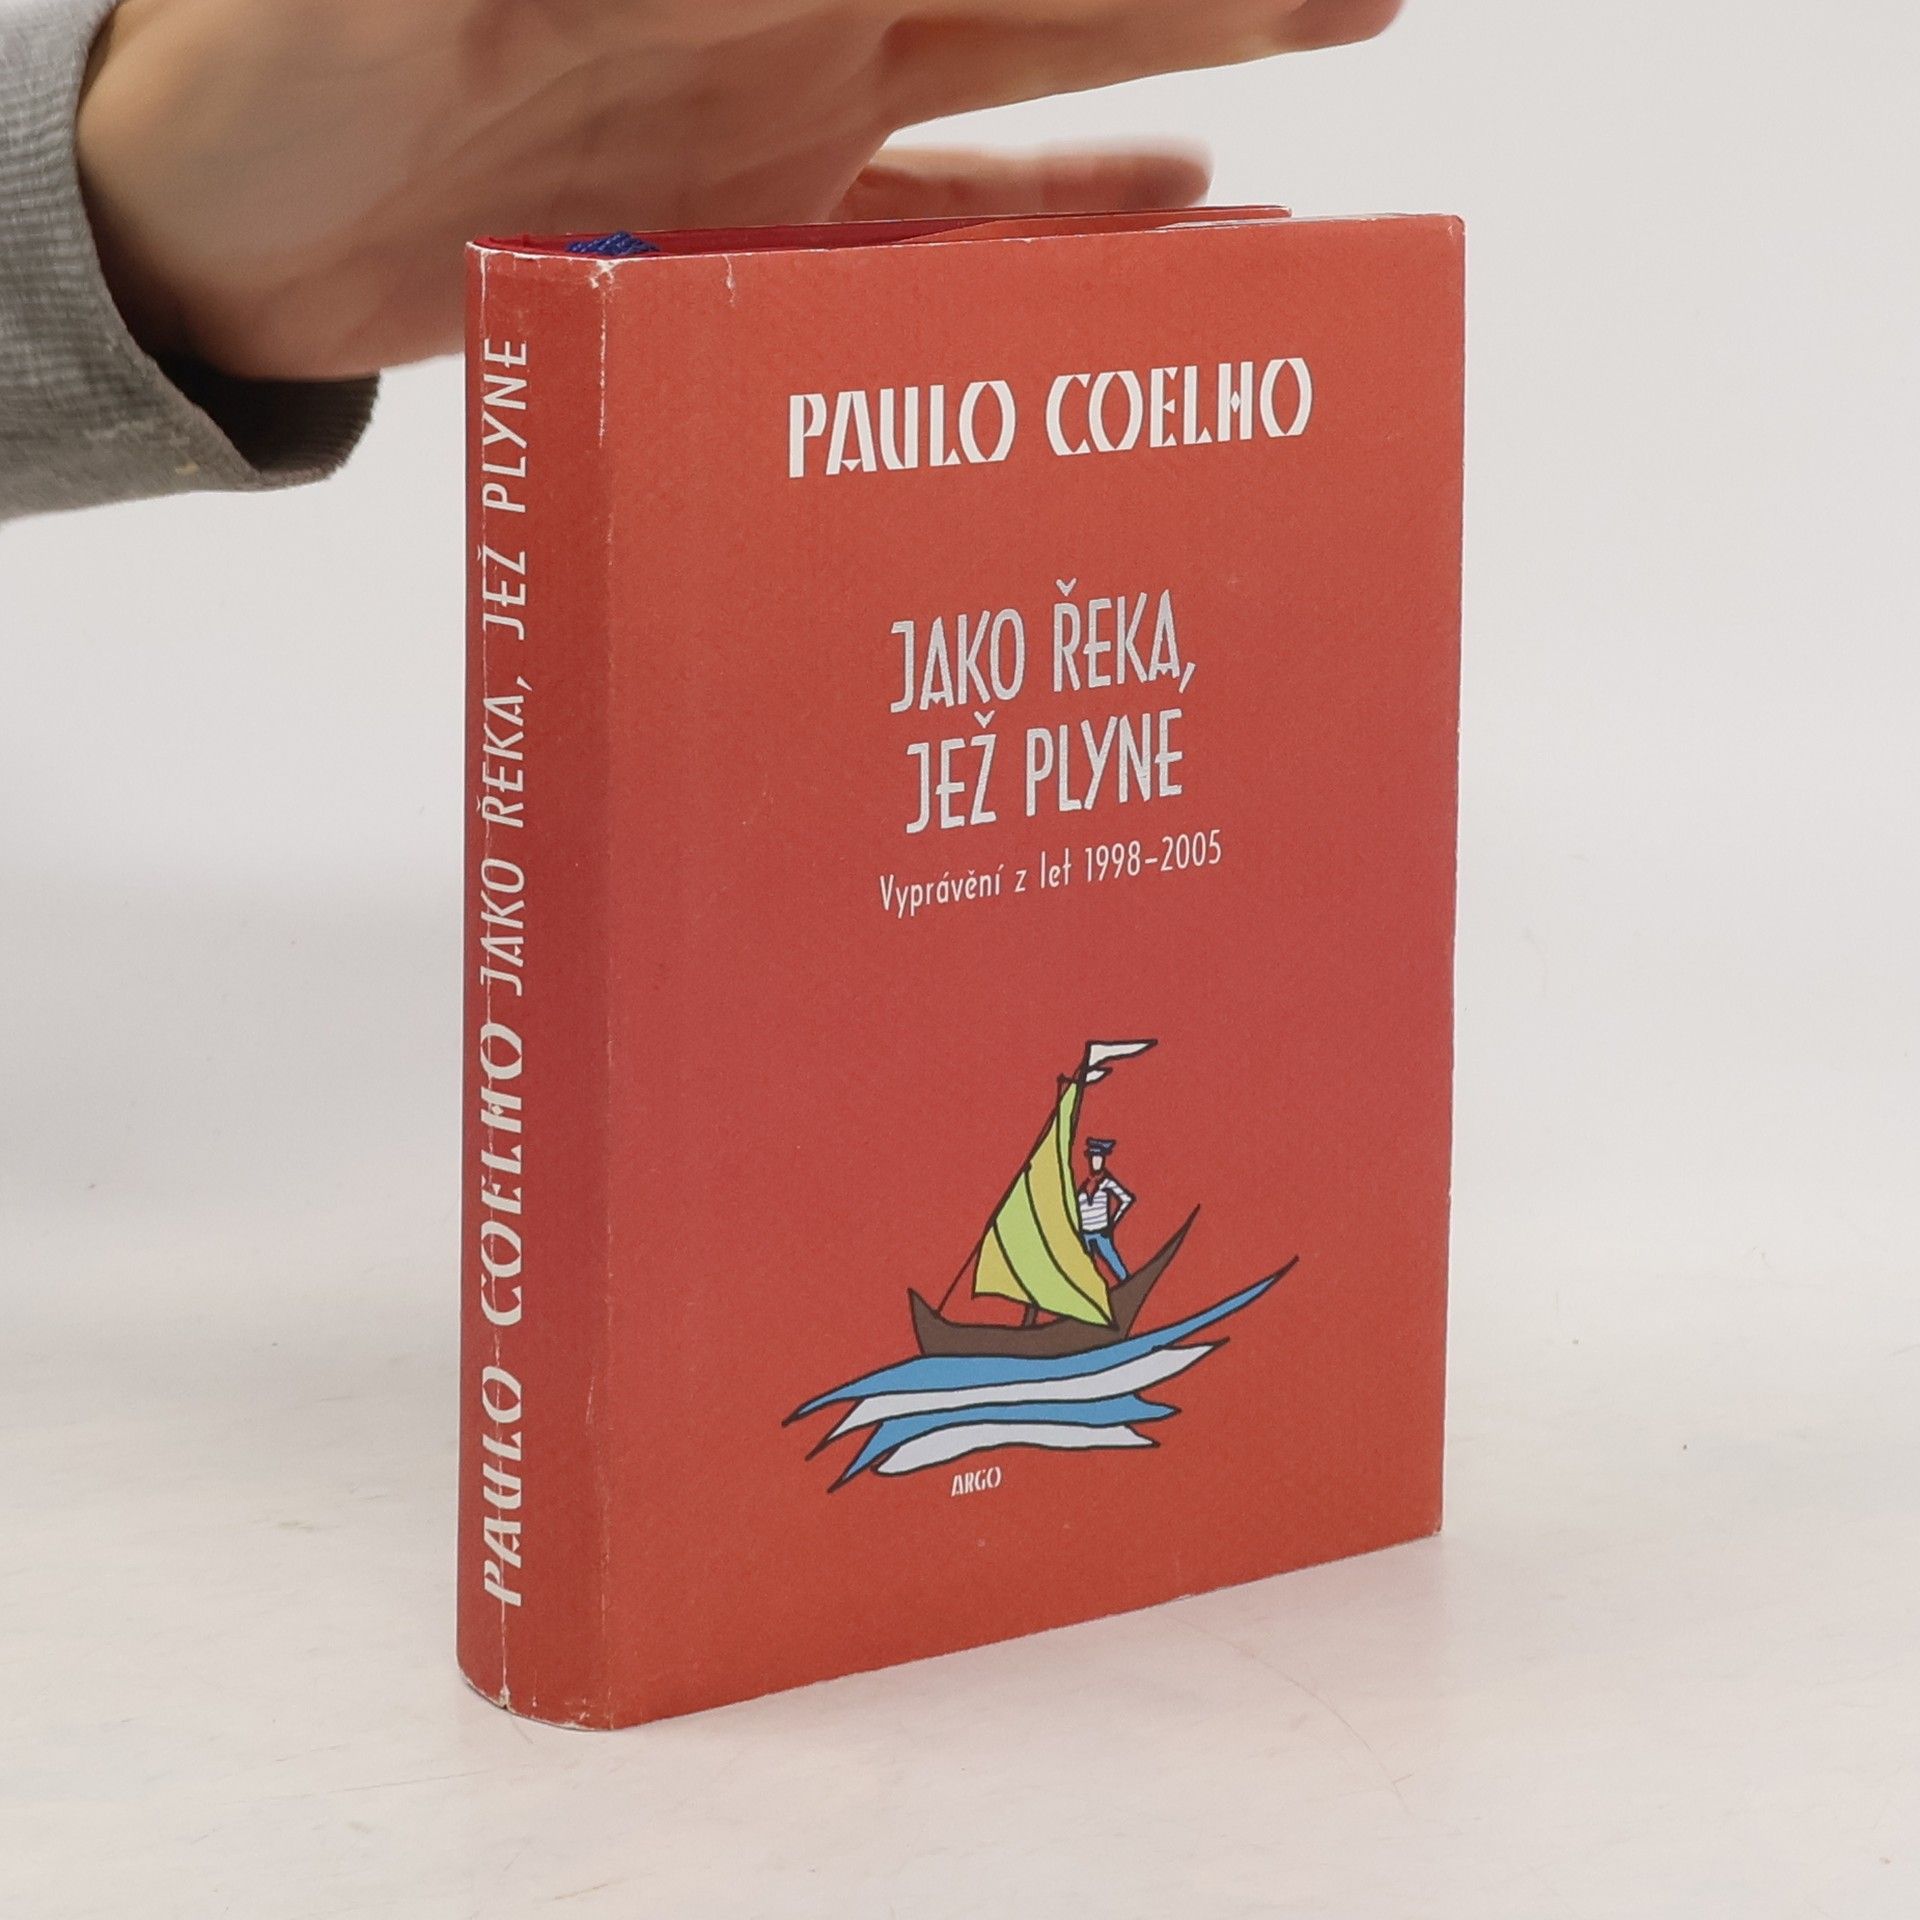 PAULO COELHO JAKO ŘEKA, JEŽ PLYNE
PAULO COELHO
JAKO ŘEKA,
JEŽ PLYNE
Vyprávění z let 1998–2005
ARGO